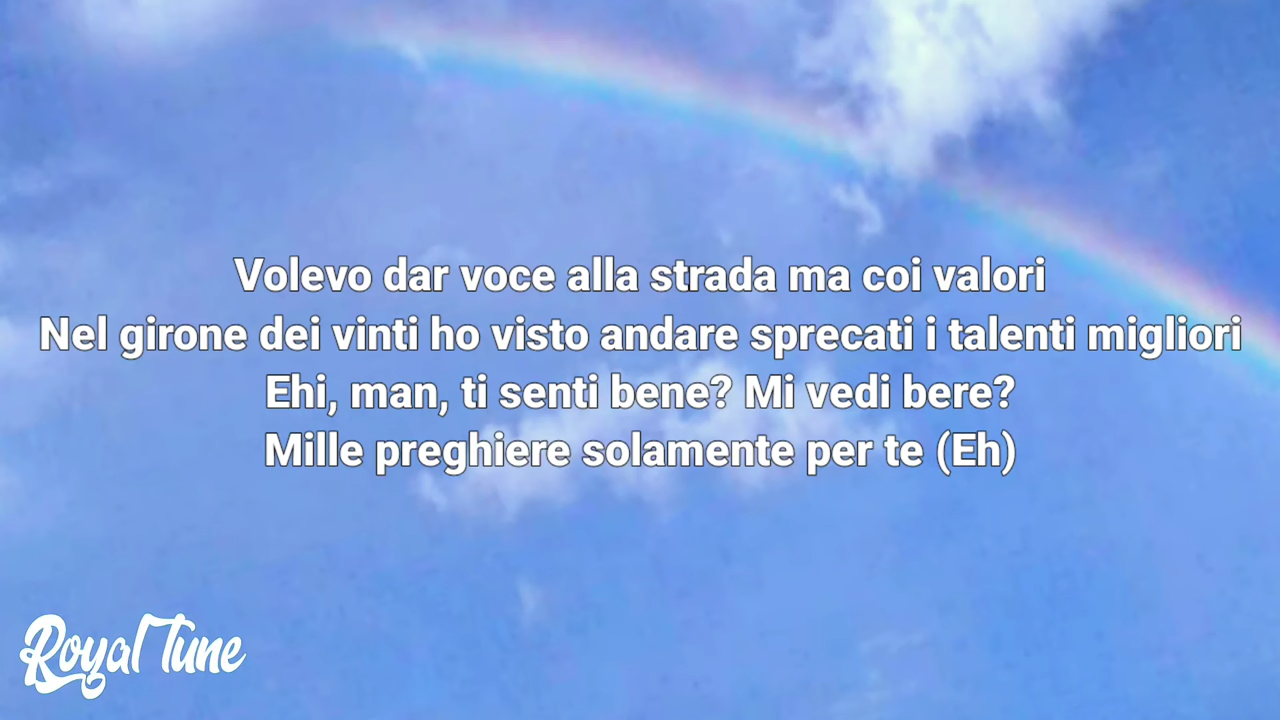 Volevo dar voce alla strada ma coi valori
Nel girone dei vinti ho visto andare sprecati i talenti migliori
Ehi, man, ti senti bene? Mi vedi bere?
Mille preghiere solamente per te (Eh)
Royal Tune